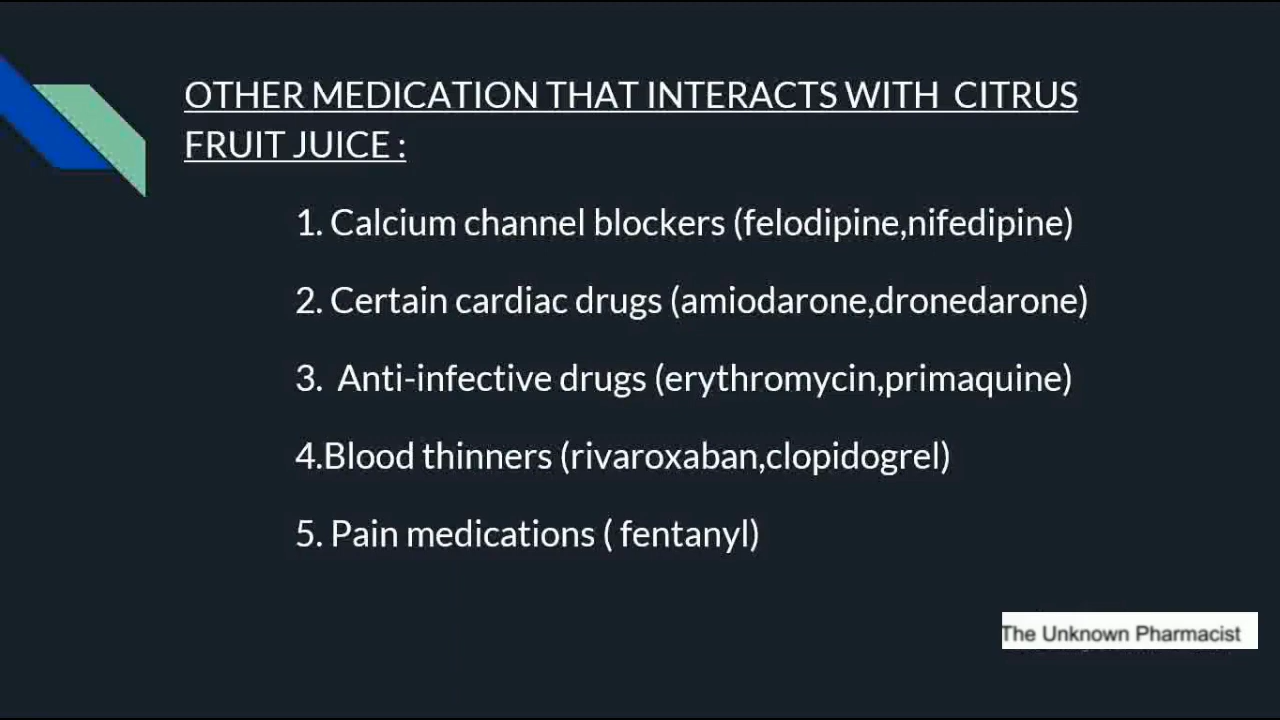 OTHER MEDICATION THAT INTERACTS WITH  CITRUS
FRUIT JUICE :
1. Calcium channel blockers (felodipine,nifedipine)
2. Certain cardiac drugs (amiodarone,dronedarone)
3.  Anti-infective drugs (erythromycin,primaquine)
4.Blood thinners (rivaroxaban,clopidogrel)
5. Pain medications ( fentanyl)
The Unknown Pharmacist